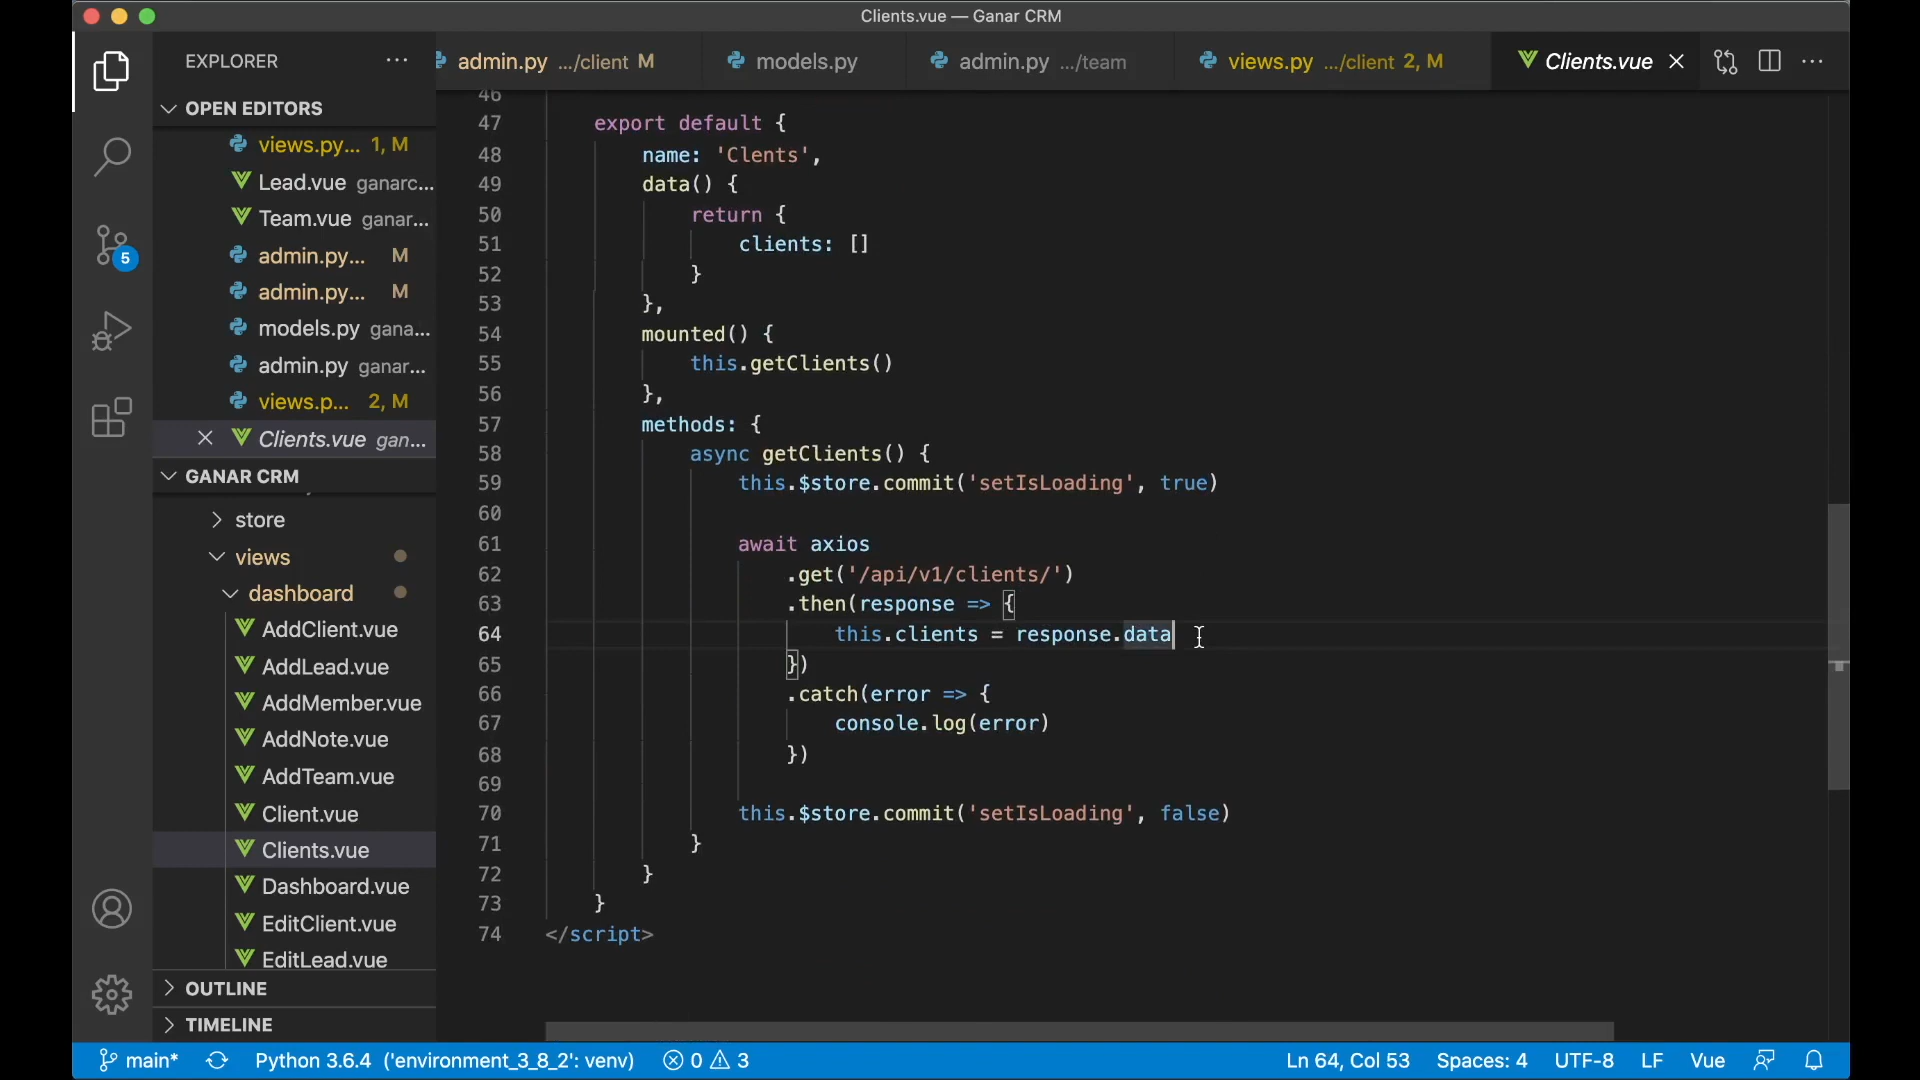 Clients.vue — Ganar CRM
EXPLORER
admin.py .../client M
models.py
admin.py .../team
views.py .../client 2, M
Clients.vue
OPEN EDITORS
views.py... 1, M
Lead.vue ganarc...
Team.vue ganar...
admin.py... M
admin.py... M
models.py gana...
admin.py ganar...
views.p... 2, M
Clients.vue gan...
GANAR CRM
store
views
dashboard
AddClient.vue
AddLead.vue
AddMember.vue
AddNote.vue
AddTeam.vue
Client.vue
Clients.vue
Dashboard.vue
EditClient.vue
EditLead.vue
OUTLINE
TIMELINE
5
46
47 export default {
48 name: 'Clents',
49 data() {
50 return {
51 clients: []
52 }
53 },
54 mounted() {
55 this.getClients()
56 },
57 methods: {
58 async getClients() {
59 this.$store.commit('setIsLoading', true)
60
61 await axios
62 .get('/api/v1/clients/')
63 .then(response => {
64 this.clients = response.data
65 })
66 .catch(error => {
67 console.log(error)
68 })
69
70 this.$store.commit('setIsLoading', false)
71 }
72 }
73 }
74 </script>
main* Python 3.6.4 ('environment_3_8_2': venv) 0 3 Ln 64, Col 53 Spaces: 4 UTF-8 LF Vue